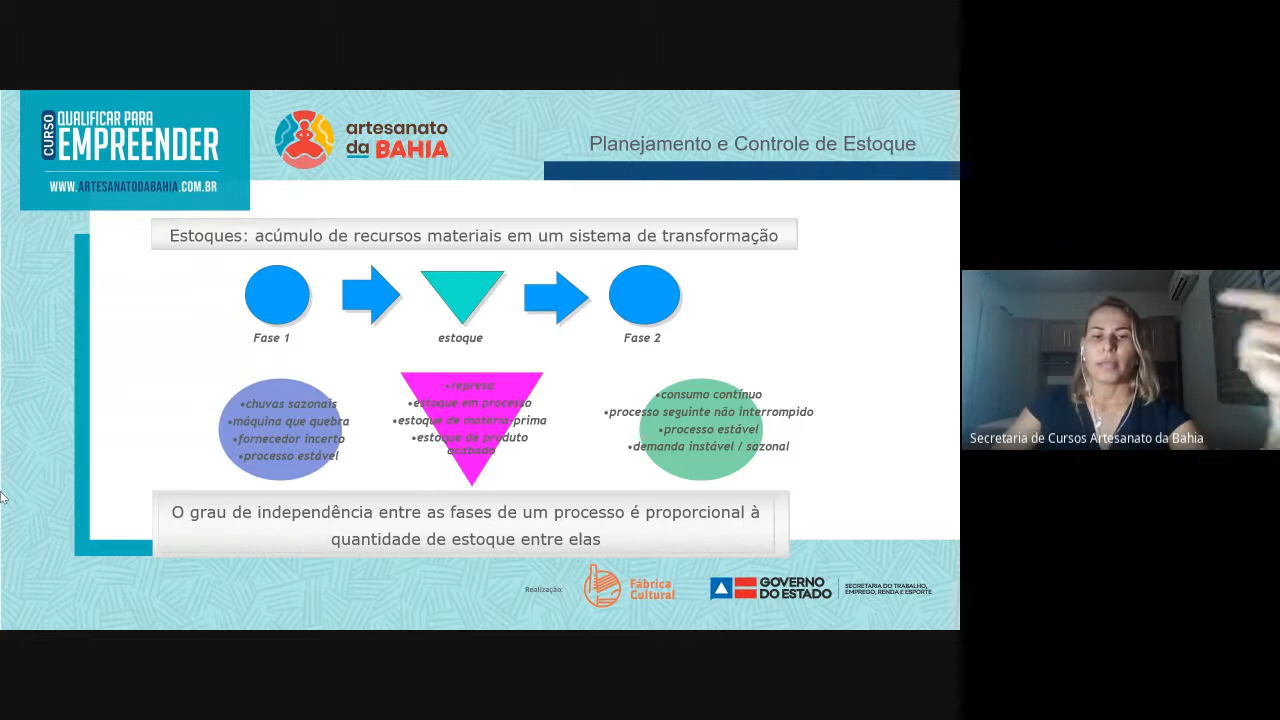 CURSO
QUALIFICAR PARA
EMPREENDER
WWW.ARTESANATODABAHIA.COM.BR
artesanato
da BAHIA
Planejamento e Controle de Estoque
Estoques: acúmulo de recursos materiais em um sistema de transformação
Fase 1
estoque
Fase 2
•chuvas sazonais
•máquina que quebra
•fornecedor incerto
•processo estável
•represa
•estoque em processo
•estoque de matéria-prima
•estoque de produto
acabado
•consumo contínuo
•processo seguinte não interrompido
•processo estável
•demanda instável / sazonal
O grau de independência entre as fases de um processo é proporcional à
quantidade de estoque entre elas
Realização:
Fábrica
Cultural
GOVERNO
DO ESTADO
SECRETARIA DO TRABALHO,
EMPREGO, RENDA E ESPORTE
Secretaria de Cursos Artesanato da Bahia